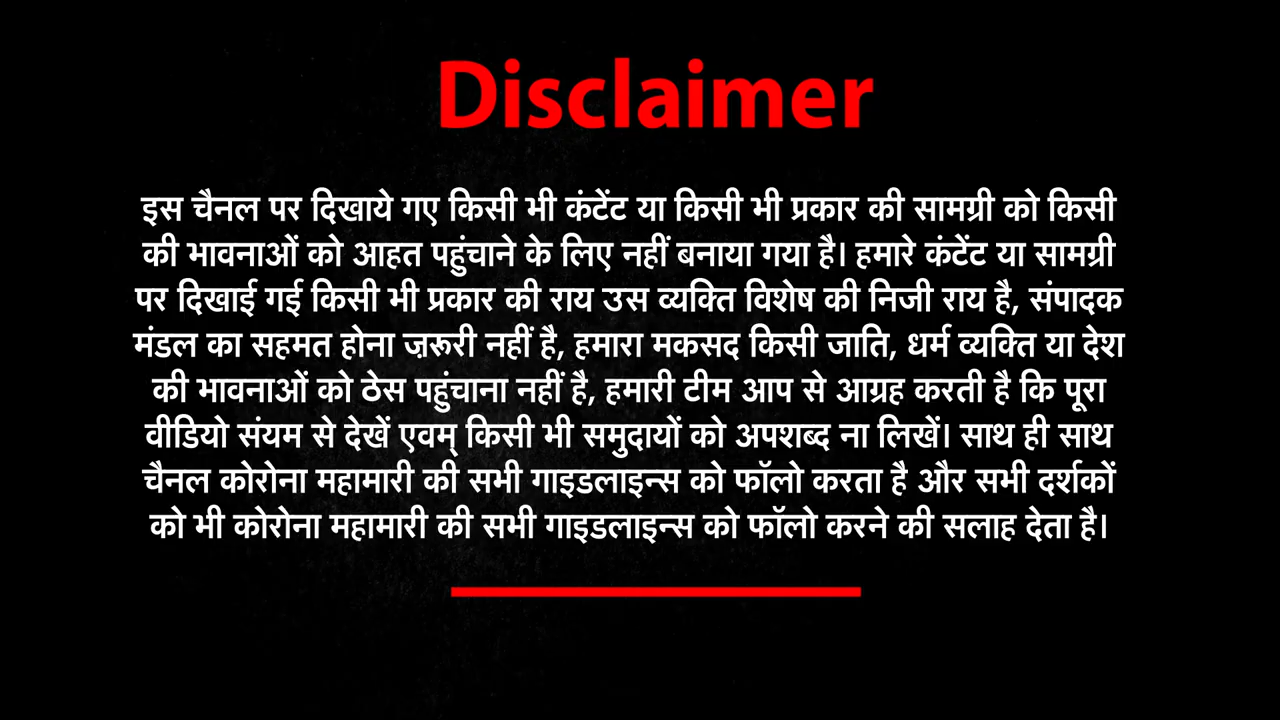 Disclaimer
इस चैनल पर दिखाये गए किसी भी कंटेंट या किसी भी प्रकार की सामग्री को किसी
की भावनाओं को आहत पहुंचाने के लिए नहीं बनाया गया है। हमारे कंटेंट या सामग्री
पर दिखाई गई किसी भी प्रकार की राय उस व्यक्ति विशेष की निजी राय है, संपादक
मंडल का सहमत होना ज़रूरी नहीं है, हमारा मकसद किसी जाति, धर्म व्यक्ति या देश
की भावनाओं को ठेस पहुंचाना नहीं है, हमारी टीम आप से आग्रह करती है कि पूरा
वीडियो संयम से देखें एवम् किसी भी समुदायों को अपशब्द ना लिखें। साथ ही साथ
चैनल कोरोना महामारी की सभी गाइडलाइन्स को फॉलो करता है और सभी दर्शकों
को भी कोरोना महामारी की सभी गाइडलाइन्स को फॉलो करने की सलाह देता है।